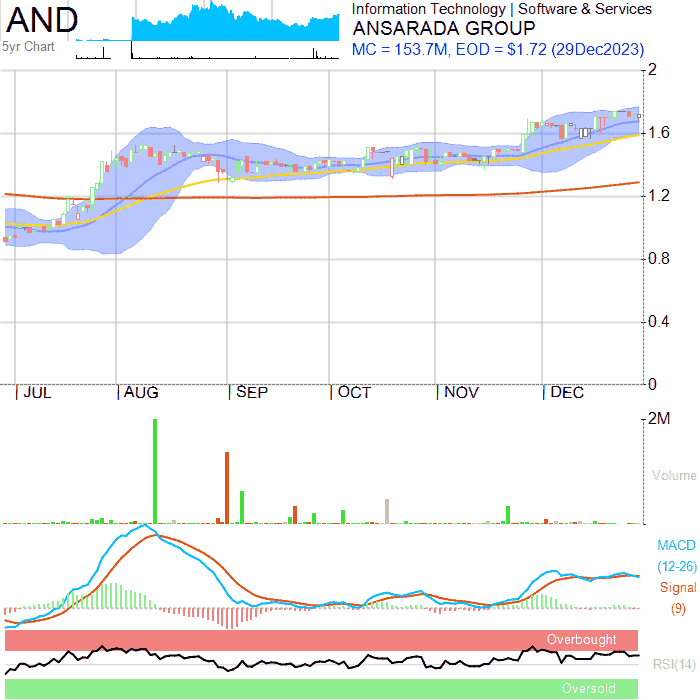 AND
5yr Chart
Information Technology | Software & Services
ANSARADA GROUP
MC = 153.7M, EOD = $1.72 (29Dec2023)
2
1.6
1.2
0.8
0.4
0
JUL
AUG
SEP
OCT
NOV
DEC
2M
Volume
MACD
(12-26)
Signal
(9)
Overbought
RSI(14)
Oversold